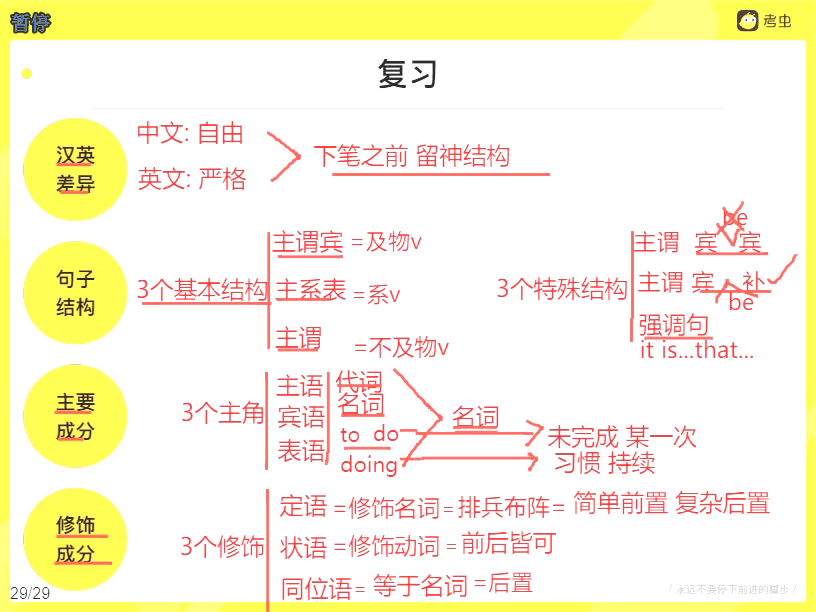 暂停
考虫
复习
汉英
差异
中文: 自由
英文: 严格
下笔之前 留神结构
句子
结构
3个基本结构
主谓宾 =及物v
主系表 =系v
主谓 =不及物v
3个特殊结构
be
主谓 宾 宾
主谓 宾 补
be
强调句
it is...that...
主要
成分
3个主角
主语
宾语
表语
代词
名词
to do
doing
名词
未完成 某一次
习惯 持续
修饰
成分
3个修饰
定语 =修饰名词=排兵布阵= 简单前置 复杂后置
状语 =修饰动词 =前后皆可
同位语= 等于名词 =后置
29/29
/ 永远不要停下前进的脚步 /